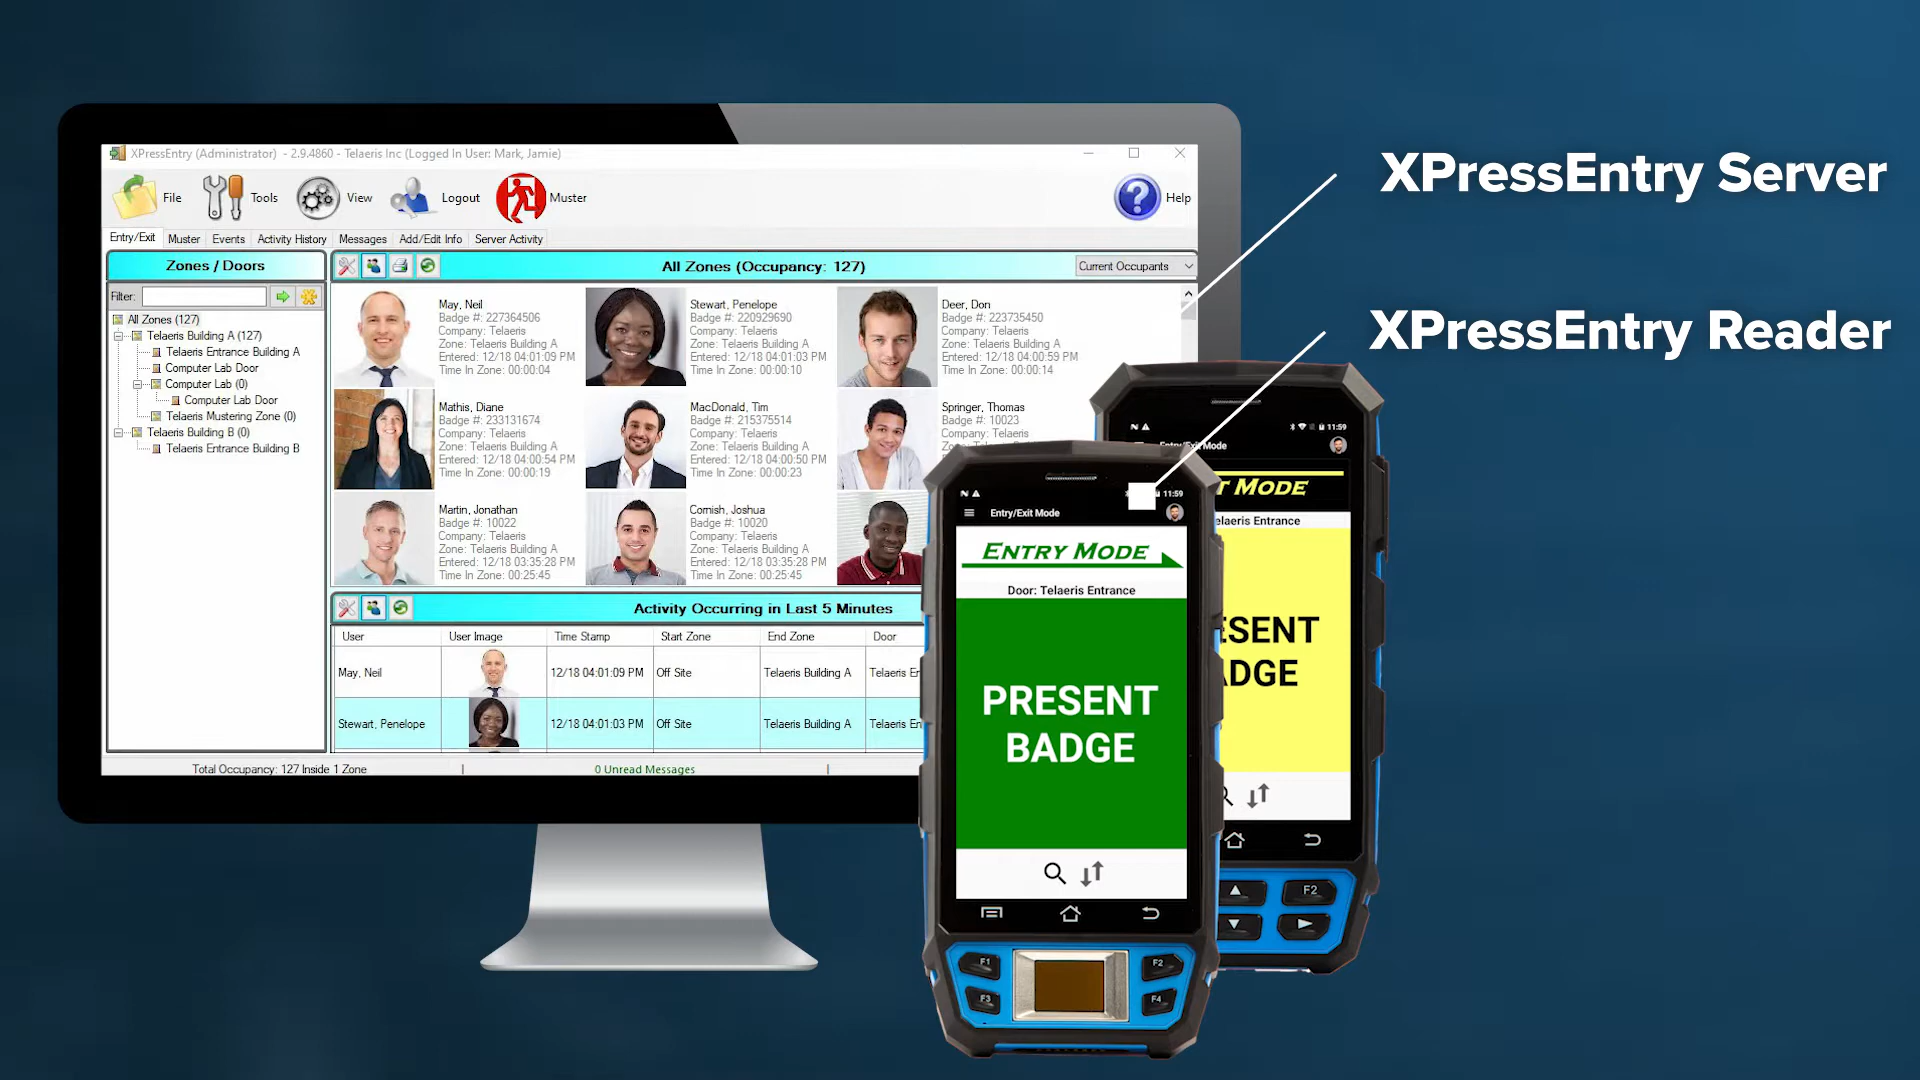 XPressEntry (Administrator) - 2.9.4860 - Telaeris Inc (Logged In User: Mark, Jamie)
File
Tools
View
Logout
Muster
Help
Entry/Exit
Muster
Events
Activity History
Messages
Add/Edit Info
Server Activity
Zones / Doors
Filter:
All Zones (127)
Telaeris Building A (127)
Telaeris Entrance Building A
Computer Lab Door
Computer Lab (0)
Computer Lab Door
Telaeris Mustering Zone (0)
Telaeris Building B (0)
Telaeris Entrance Building B
All Zones (Occupancy: 127)
Current Occupants
May, Neil
Badge #: 227364506
Company: Telaeris
Zone: Telaeris Building A
Entered: 12/18 04:01:09 PM
Time In Zone: 00:00:04
Stewart, Penelope
Badge #: 220929690
Company: Telaeris
Zone: Telaeris Building A
Entered: 12/18 04:01:03 PM
Time In Zone: 00:00:10
Deer, Don
Badge #: 223735450
Company: Telaeris
Zone: Telaeris Building A
Entered: 12/18 04:00:59 PM
Time In Zone: 00:00:14
Mathis, Diane
Badge #: 233131674
Company: Telaeris
Zone: Telaeris Building A
Entered: 12/18 04:00:54 PM
Time In Zone: 00:00:19
MacDonald, Tim
Badge #: 215375514
Company: Telaeris
Zone: Telaeris Building A
Entered: 12/18 04:00:50 PM
Time In Zone: 00:00:23
Springer, Thomas
Badge #: 10023
Company: Telaeris
Martin, Jonathan
Badge #: 10022
Company: Telaeris
Zone: Telaeris Building A
Entered: 12/18 03:35:28 PM
Time In Zone: 00:25:45
Cornish, Joshua
Badge #: 10020
Company: Telaeris
Zone: Telaeris Building A
Entered: 12/18 03:35:28 PM
Time In Zone: 00:25:45
Activity Occurring in Last 5 Minutes
User
User Image
Time Stamp
Start Zone
End Zone
Door
May, Neil
12/18 04:01:09 PM
Off Site
Telaeris Building A
Telaeris En
Stewart, Penelope
12/18 04:01:03 PM
Off Site
Telaeris Building A
Telaeris En
Total Occupancy: 127 Inside 1 Zone
0 Unread Messages
XPressEntry Server
XPressEntry Reader
11:59
Entry/Exit Mode
ENTRY MODE
Door: Telaeris Entrance
PRESENT
BADGE
F1
F2
F3
F4
11:59
Entry/Exit Mode
T MODE
elaeris Entrance
ESENT
ADGE
F2